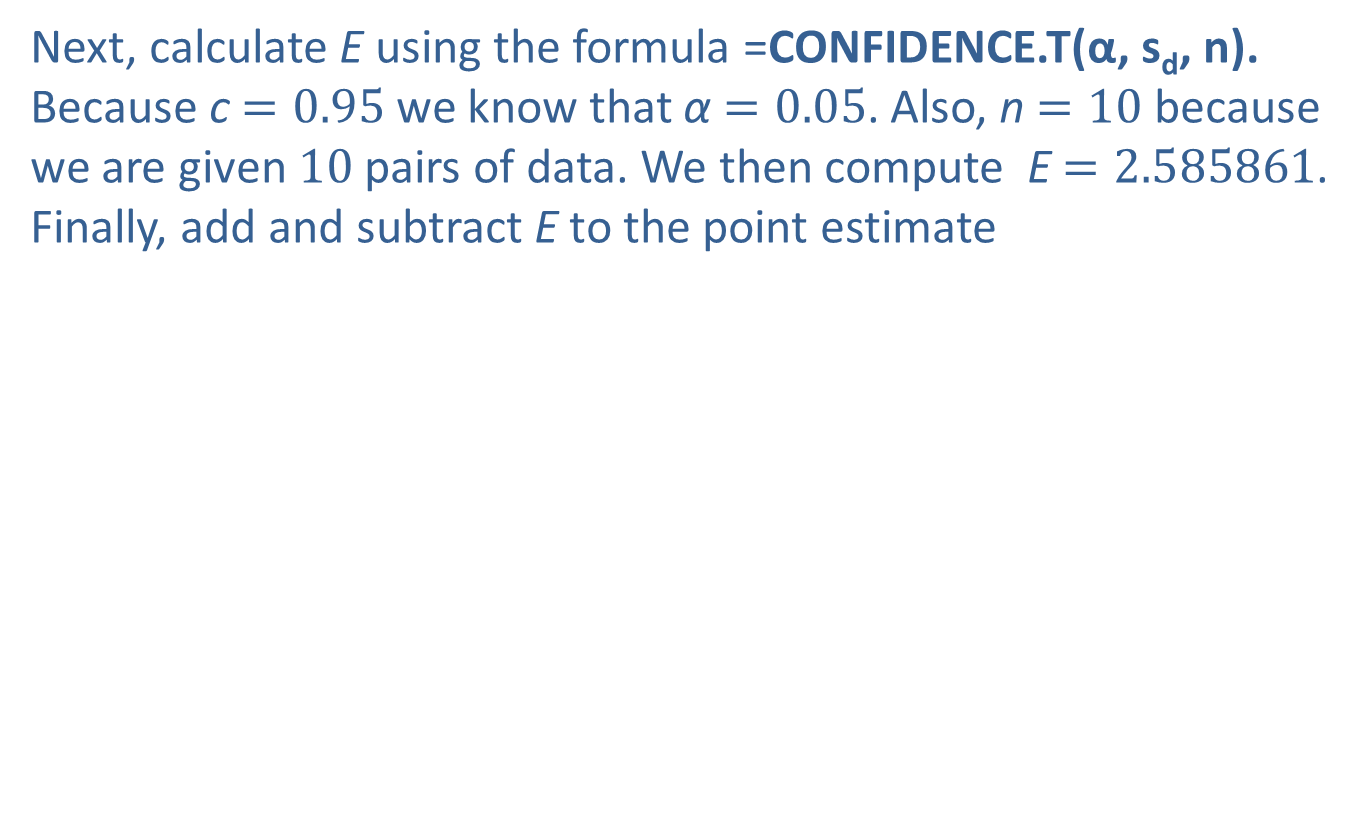 Next, calculate E using the formula =CONFIDENCE.T(α, s_d, n).
Because c = 0.95 we know that α = 0.05. Also, n = 10 because
we are given 10 pairs of data. We then compute E = 2.585861.
Finally, add and subtract E to the point estimate